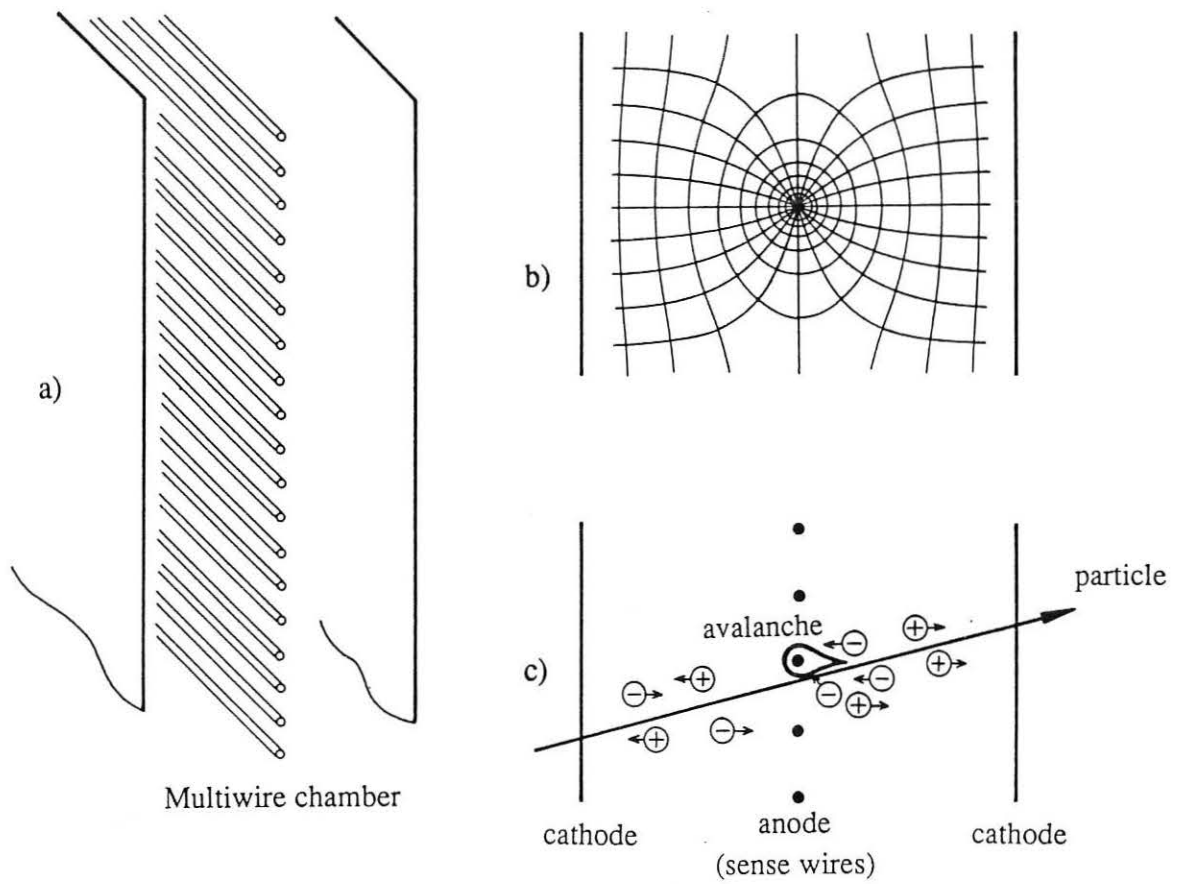 a)
Multiwire chamber
b)
c)
particle
avalanche
cathode
anode
(sense wires)
cathode